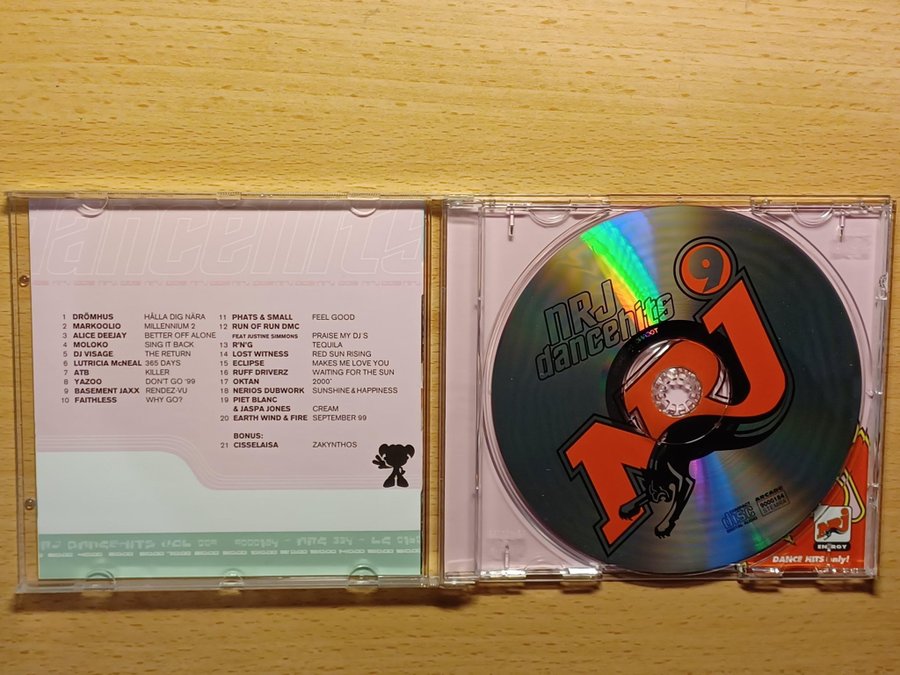 dancehits
1 DRÖMHUS HÅLLA DIG NÄRA
2 MARKOOLIO MILLENNIUM 2
3 ALICE DEEJAY BETTER OFF ALONE
4 MOLOKO SING IT BACK
5 DJ VISAGE THE RETURN
6 LUTRICIA McNEAL 365 DAYS
7 ATB KILLER
8 YAZOO DON'T GO '99
9 BASEMENT JAXX RENDEZ-VU
10 FAITHLESS WHY GO?
11 PHATS & SMALL FEEL GOOD
12 RUN OF RUN DMC
FEAT JUSTINE SIMMONS PRAISE MY DJ'S
13 R'N'G TEQUILA
14 LOST WITNESS RED SUN RISING
15 ECLIPSE MAKES ME LOVE YOU
16 RUFF DRIVERZ WAITING FOR THE SUN
17 OKTAN 2000'
18 NERIOS DUBWORK SUNSHINE & HAPPINESS
19 PIET BLANC
& JASPA JONES CREAM
20 EARTH WIND & FIRE SEPTEMBER 99
BONUS:
21 CISSELAISA ZAKYNTHOS
9
NRJ
dancehits
NRJ
disc
ARCADE
9000184
NRJ
ENERGY
DANCE HITS only!